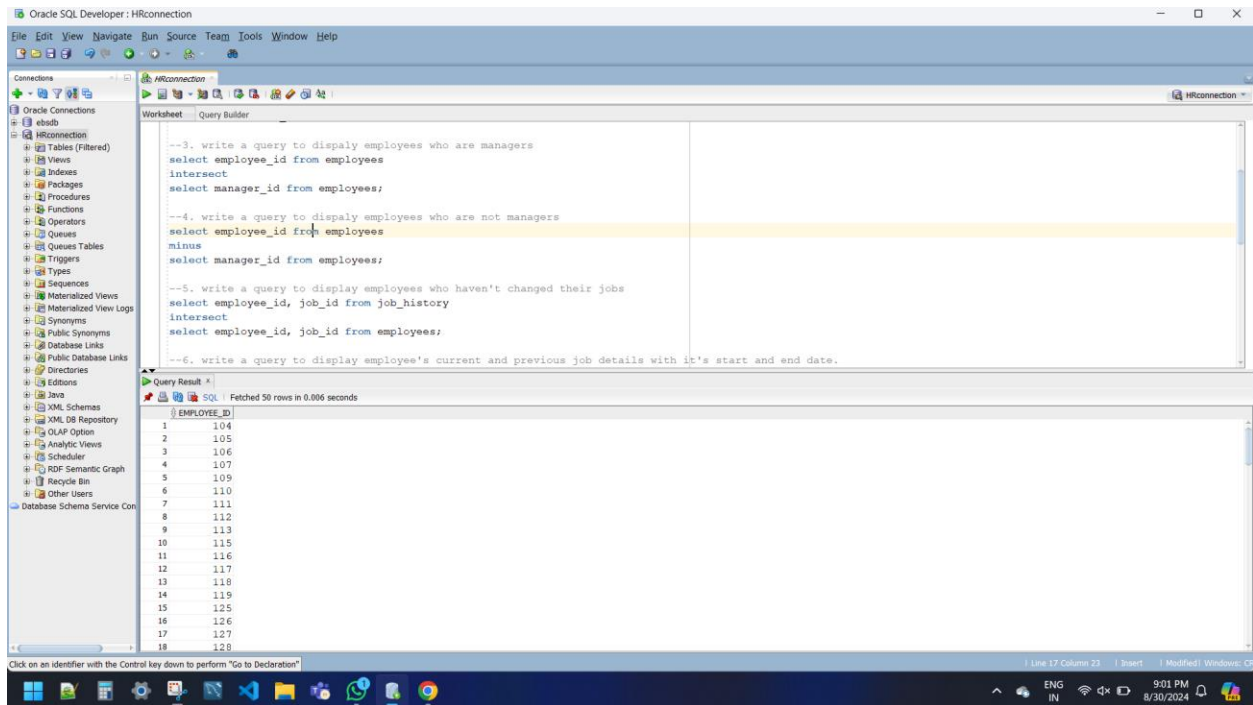 Oracle SQL Developer : HRconnection
File Edit View Navigate Run Source Team Tools Window Help
Connections
HRconnection
HRconnection
Oracle Connections
ebsdb
HRconnection
Tables (Filtered)
Views
Indexes
Packages
Procedures
Functions
Operators
Queues
Queues Tables
Triggers
Types
Sequences
Materialized Views
Materialized View Logs
Synonyms
Public Synonyms
Database Links
Public Database Links
Directories
Editions
Java
XML Schemas
XML DB Repository
OLAP Option
Analytic Views
Scheduler
RDF Semantic Graph
Recycle Bin
Other Users
Database Schema Service Con
Worksheet Query Builder
--3. write a query to dispaly employees who are managers
select employee_id from employees
intersect
select manager_id from employees;
--4. write a query to dispaly employees who are not managers
select employee_id from employees
minus
select manager_id from employees;
--5. write a query to display employees who haven't changed their jobs
select employee_id, job_id from job_history
intersect
select employee_id, job_id from employees;
--6. write a query to display employee's current and previous job details with it's start and end date.
Query Result
SQL | Fetched 50 rows in 0.006 seconds
EMPLOYEE_ID
1 104
2 105
3 106
4 107
5 109
6 110
7 111
8 112
9 113
10 115
11 116
12 117
13 118
14 119
15 125
16 126
17 127
18 128
Click on an identifier with the Control key down to perform "Go to Declaration"
| Line 17 Column 23 | Insert | Modified | Windows: CR
ENG
IN
9:01 PM
8/30/2024